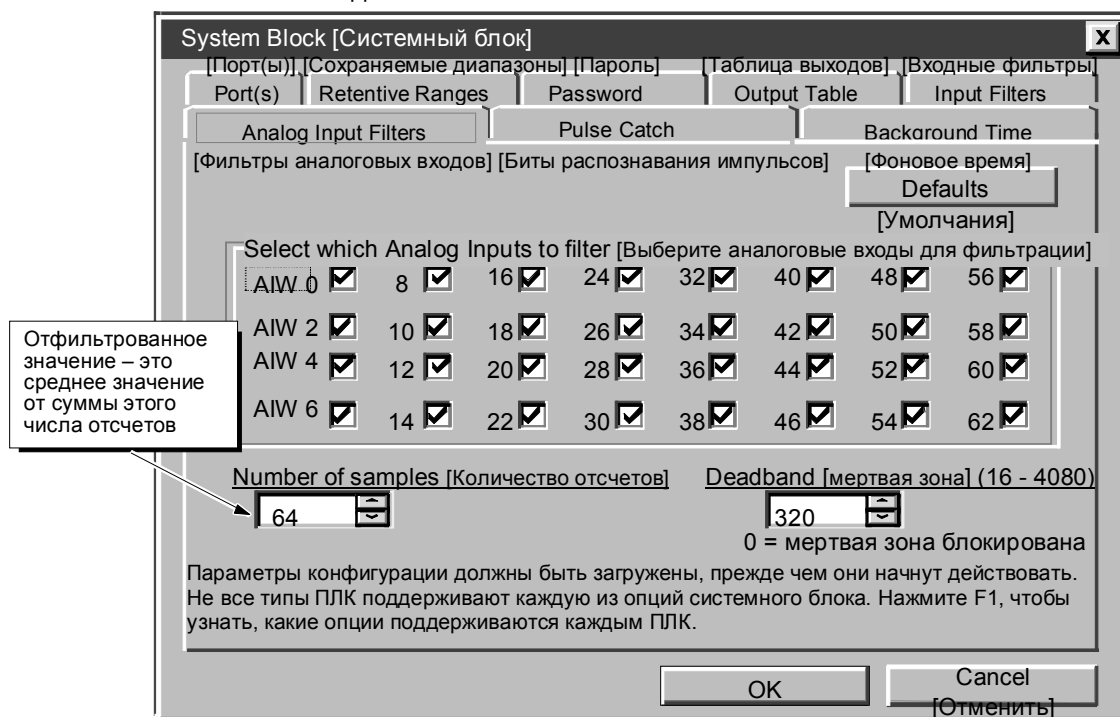 System Block [Системный блок]
[Порт(ы)] [Сохраняемые диапазоны] [Пароль] [Таблица выходов] [Входные фильтры]
Port(s) Retentive Ranges Password Output Table Input Filters
Analog Input Filters Pulse Catch Background Time
[Фильтры аналоговых входов] [Биты распознавания импульсов] [Фоновое время]
Defaults
[Умолчания]
Select which Analog Inputs to filter [Выберите аналоговые входы для фильтрации]
AIW 0 8 16 24 32 40 48 56
AIW 2 10 18 26 34 42 50 58
AIW 4 12 20 28 36 44 52 60
AIW 6 14 22 30 38 46 54 62
Отфильтрованное
значение – это
среднее значение
от суммы этого
числа отсчетов
Number of samples [Количество отсчетов] Deadband [мертвая зона] (16 - 4080)
64 320
0 = мертвая зона блокирована
Параметры конфигурации должны быть загружены, прежде чем они начнут действовать.
Не все типы ПЛК поддерживают каждую из опций системного блока. Нажмите F1, чтобы
узнать, какие опции поддерживаются каждым ПЛК.
OK Cancel
[Отменить]